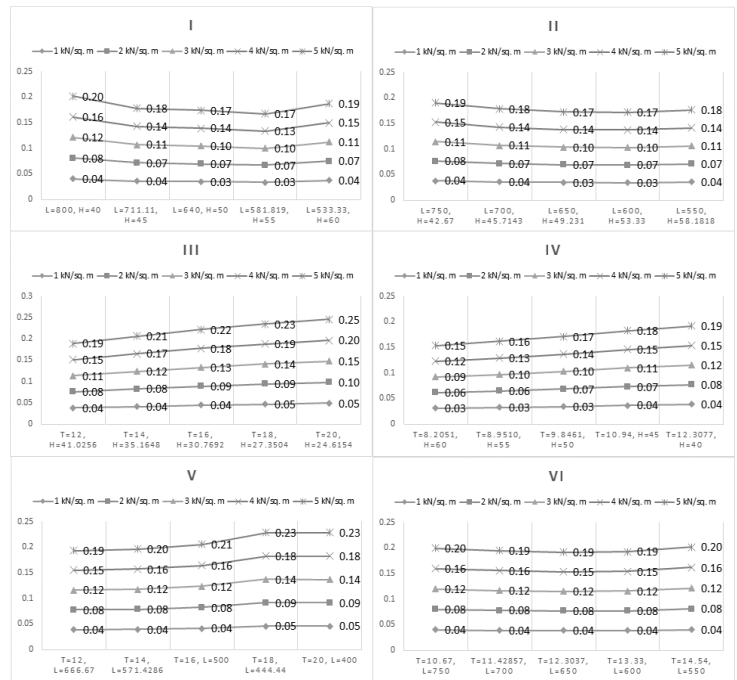 I
1 kN/sq. m 2 kN/sq. m 3 kN/sq. m 4 kN/sq. m 5 kN/sq. m
0.25
0.2
0.15
0.1
0.05
0
0.20 0.18 0.17 0.17 0.19
0.16 0.14 0.14 0.13 0.15
0.12 0.11 0.10 0.10 0.11
0.08 0.07 0.07 0.07 0.07
0.04 0.04 0.03 0.03 0.04
L=800, H=40 L=711.11, H=45 L=640, H=50 L=581.819, H=55 L=533.33, H=60
II
1 kN/sq. m 2 kN/sq. m 3 kN/sq. m 4 kN/sq. m 5 kN/sq. m
0.25
0.2
0.15
0.1
0.05
0
0.19 0.18 0.17 0.17 0.18
0.15 0.14 0.14 0.14 0.14
0.11 0.11 0.10 0.10 0.11
0.08 0.07 0.07 0.07 0.07
0.04 0.04 0.03 0.03 0.04
L=750, H=42.67 L=700, H=45.7143 L=650, H=49.231 L=600, H=53.33 L=550, H=58.1818
III
1 kN/sq. m 2 kN/sq. m 3 kN/sq. m 4 kN/sq. m 5 kN/sq. m
0.3
0.25
0.2
0.15
0.1
0.05
0
0.19 0.21 0.22 0.23 0.25
0.15 0.17 0.18 0.19 0.20
0.11 0.12 0.13 0.14 0.15
0.08 0.08 0.09 0.09 0.10
0.04 0.04 0.04 0.05 0.05
T=12, H=41.0256 T=14, H=35.1648 T=16, H=30.7692 T=18, H=27.3504 T=20, H=24.6154
IV
1 kN/sq. m 2 kN/sq. m 3 kN/sq. m 4 kN/sq. m 5 kN/sq. m
0.25
0.2
0.15
0.1
0.05
0
0.15 0.16 0.17 0.18 0.19
0.12 0.13 0.14 0.15 0.15
0.09 0.10 0.10 0.11 0.12
0.06 0.06 0.07 0.07 0.08
0.03 0.03 0.03 0.04 0.04
T=8.2051, H=60 T=8.9510, H=55 T=9.8461, H=50 T=10.94, H=45 T=12.3077, H=40
V
1 kN/sq. m 2 kN/sq. m 3 kN/sq. m 4 kN/sq. m 5 kN/sq. m
0.25
0.2
0.15
0.1
0.05
0
0.19 0.20 0.21 0.23 0.23
0.15 0.16 0.16 0.18 0.18
0.12 0.12 0.12 0.14 0.14
0.08 0.08 0.08 0.09 0.09
0.04 0.04 0.04 0.05 0.05
T=12, L=666.67 T=14, L=571.4286 T=16, L=500 T=18, L=444.44 T=20, L=400
VI
1 kN/sq. m 2 kN/sq. m 3 kN/sq. m 4 kN/sq. m 5 kN/sq. m
0.25
0.2
0.15
0.1
0.05
0
0.20 0.19 0.19 0.19 0.20
0.16 0.16 0.15 0.15 0.16
0.12 0.12 0.12 0.12 0.12
0.08 0.08 0.08 0.08 0.08
0.04 0.04 0.04 0.04 0.04
T=10.67, L=750 T=11.42857, L=700 T=12.3037, L=650 T=13.33, L=600 T=14.54, L=550